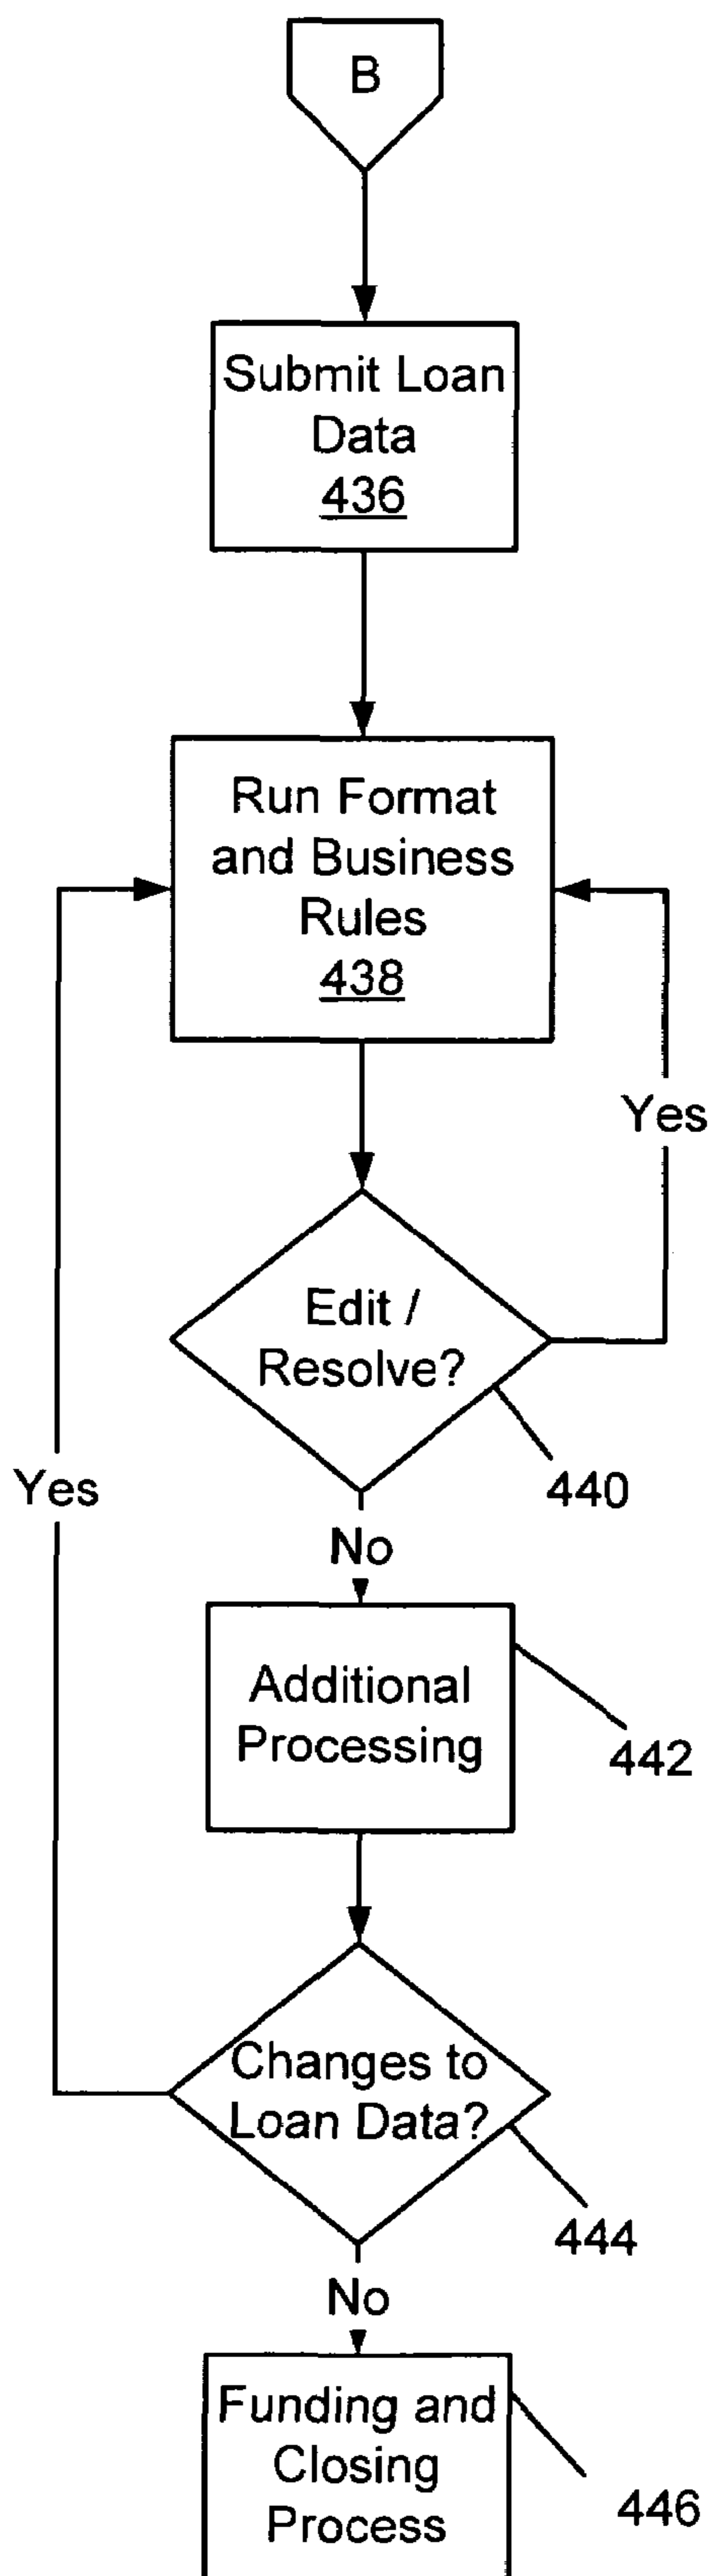 B
Submit Loan
Data
436
Run Format
and Business
Rules
438
Yes
Edit /
Resolve?
440
Yes
No
Additional
Processing
442
Changes to
Loan Data?
444
No
Funding and
Closing
Process
446